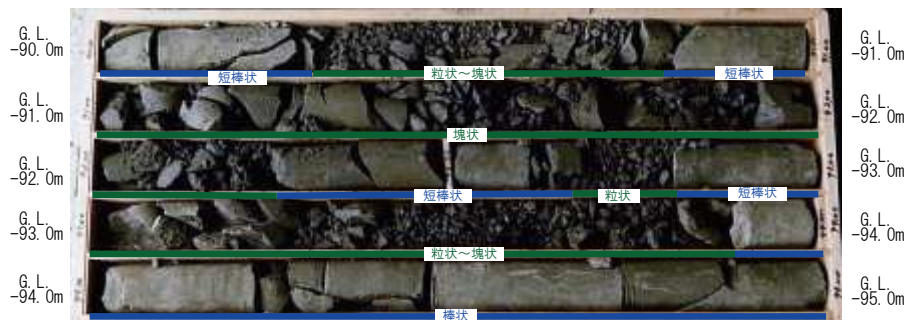 G. L.
-90.0m
G. L.
-91.0m
短棒状
粒状～塊状
短棒状
G. L.
-91.0m
G. L.
-92.0m
塊状
G. L.
-92.0m
G. L.
-93.0m
短棒状
粒状
短棒状
G. L.
-93.0m
G. L.
-94.0m
粒状～塊状
G. L.
-94.0m
G. L.
-95.0m
棒状